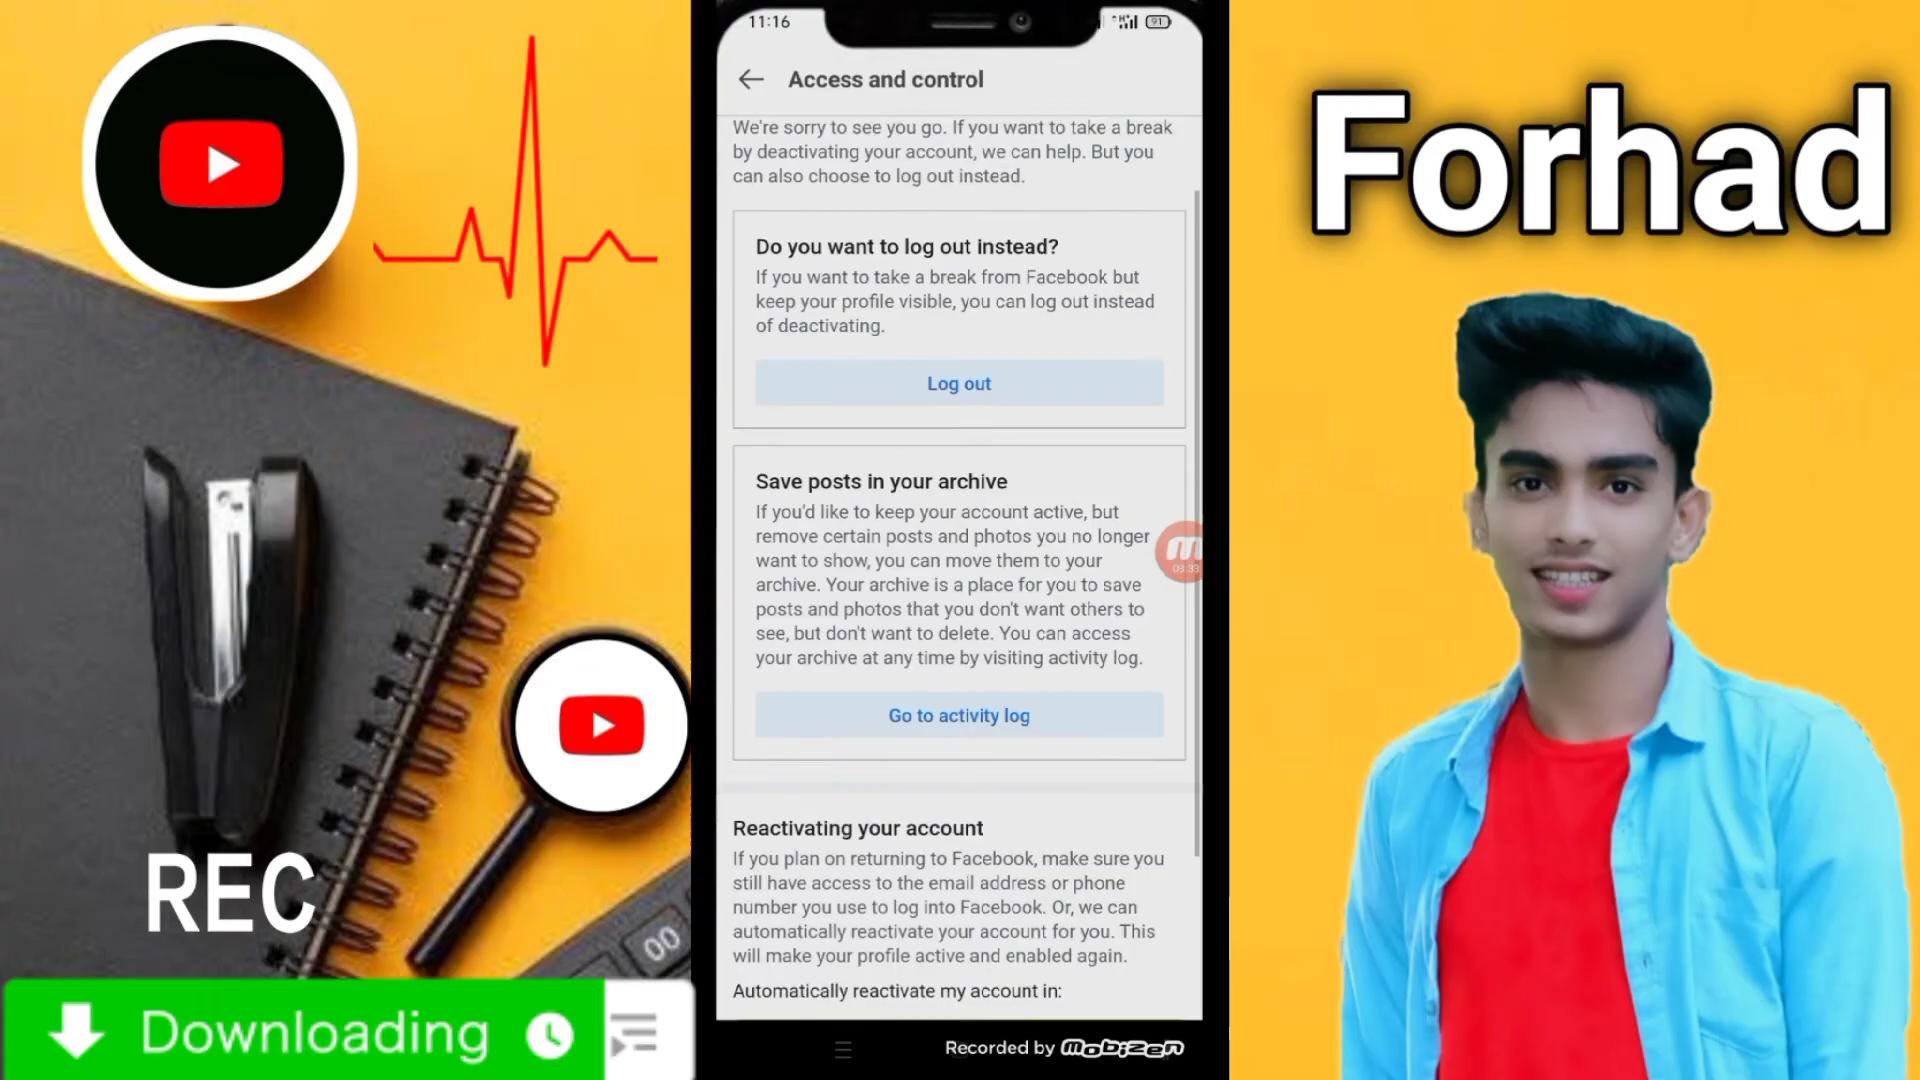 11:16
91
Access and control
We're sorry to see you go. If you want to take a break
by deactivating your account, we can help. But you
can also choose to log out instead.
Do you want to log out instead?
If you want to take a break from Facebook but
keep your profile visible, you can log out instead
of deactivating.
Log out
Save posts in your archive
If you'd like to keep your account active, but
remove certain posts and photos you no longer
want to show, you can move them to your
archive. Your archive is a place for you to save
posts and photos that you don't want others to
see, but don't want to delete. You can access
your archive at any time by visiting activity log.
Go to activity log
03:33
Reactivating your account
If you plan on returning to Facebook, make sure you
still have access to the email address or phone
number you use to log into Facebook. Or, we can
automatically reactivate your account for you. This
will make your profile active and enabled again.
Automatically reactivate my account in:
Recorded by Mobizen
Forhad
REC
00
Downloading